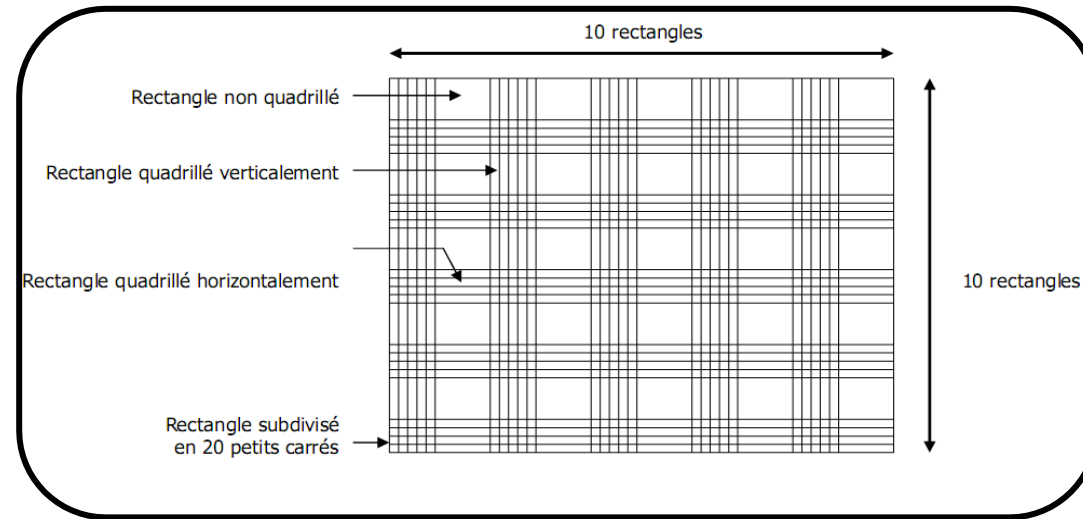 10 rectangles
Rectangle non quadrillé
Rectangle quadrillé verticalement
Rectangle quadrillé horizontalement
10 rectangles
Rectangle subdivisé
en 20 petits carrés